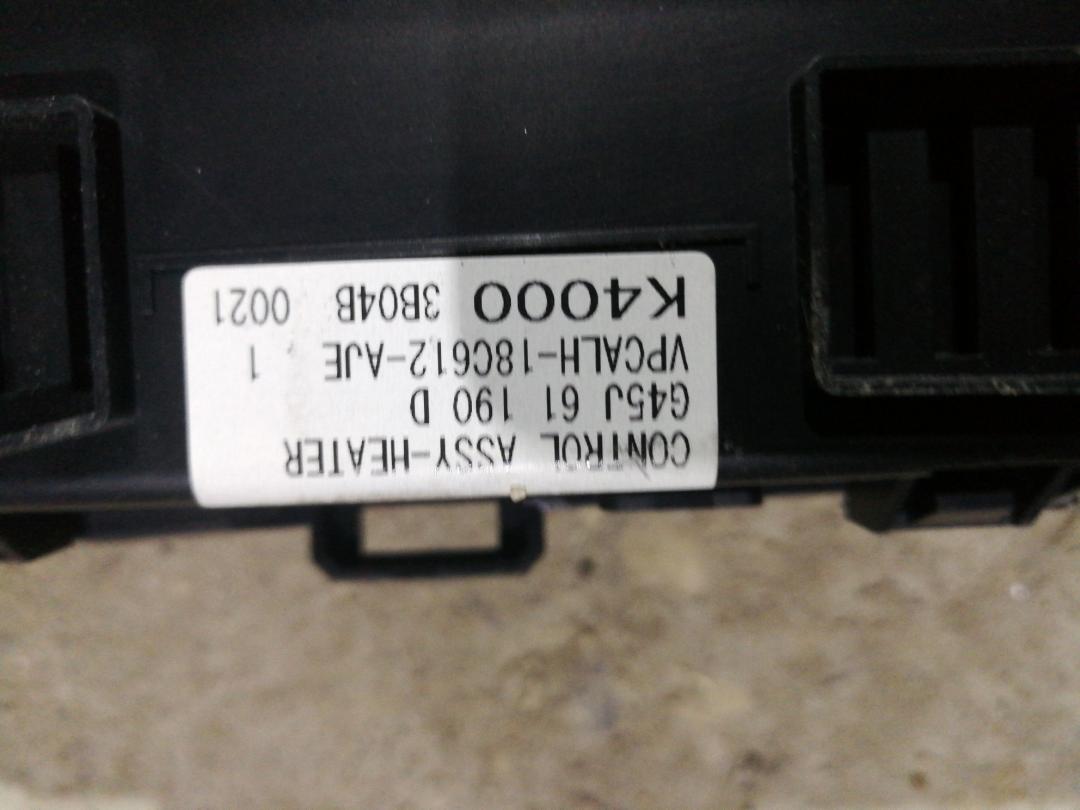 CONTROL ASSY-HEATER
G45J 61 190 D
VPCALH-18C612-AJE 1
K4000 3B04B 0021